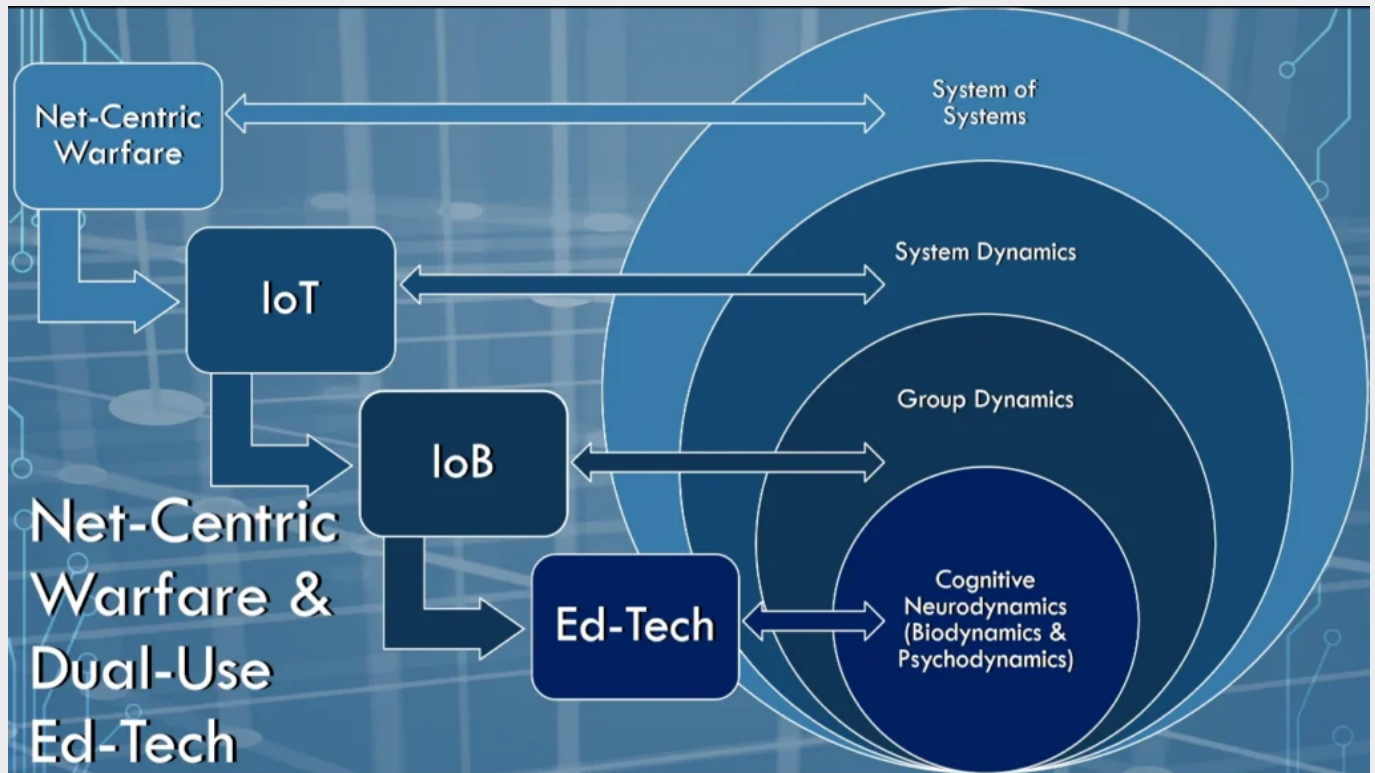 Net-Centric
Warfare
System of
Systems
System Dynamics
IoT
Group Dynamics
IoB
Net-Centric
Warfare &
Dual-Use
Ed-Tech
Ed-Tech
Cognitive
Neurodynamics
(Biodynamics &
Psychodynamics)